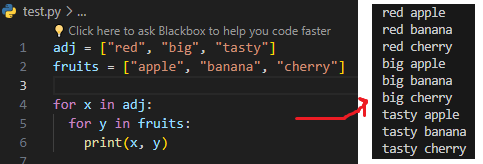 test.py > ...
Click here to ask Blackbox to help you code faster
1 adj = ["red", "big", "tasty"]
2 fruits = ["apple", "banana", "cherry"]
3
4 for x in adj:
5   for y in fruits:
6     print(x, y)
red apple
red banana
red cherry
big apple
big banana
big cherry
tasty apple
tasty banana
tasty cherry